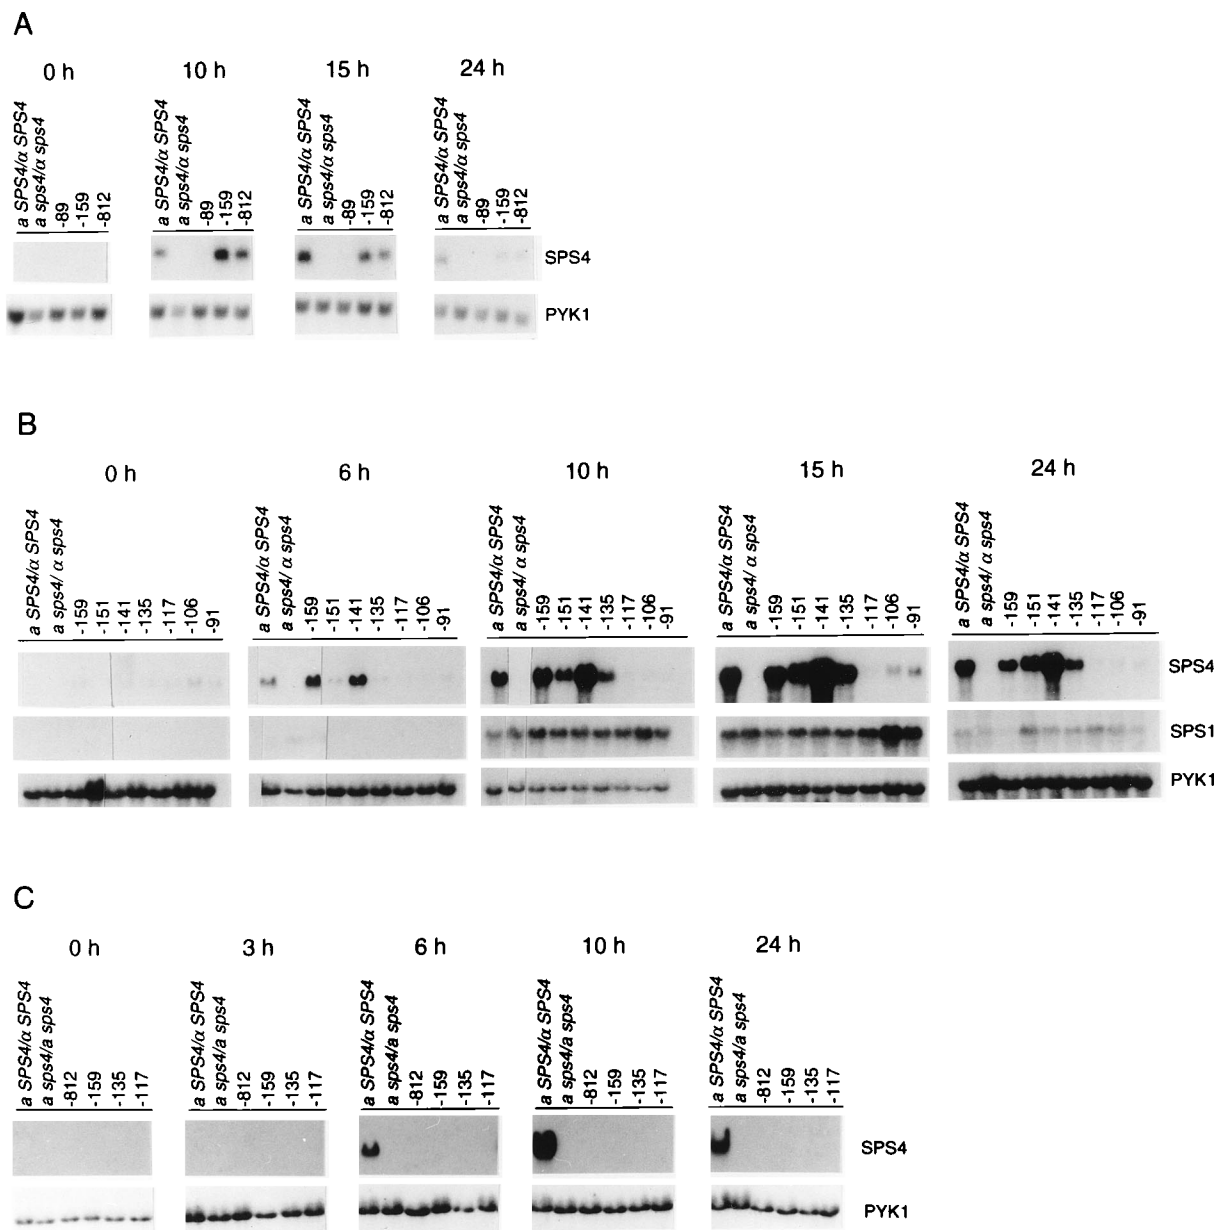 A
0 h
10 h
15 h
24 h
a SPS4/α SPS4
a sps4/α sps4
-89
-159
-812
a SPS4/α SPS4
a sps4/α sps4
-89
-159
-812
a SPS4/α SPS4
a sps4/α sps4
-89
-159
-812
a SPS4/α SPS4
a sps4/α sps4
-89
-159
-812
SPS4
PYK1
B
0 h
6 h
10 h
15 h
24 h
a SPS4/α SPS4
a sps4/ α sps4
-159
-151
-141
-135
-117
-106
-91
a SPS4/α SPS4
a sps4/ α sps4
-159
-151
-141
-135
-117
-106
-91
a SPS4/α SPS4
a sps4/ α sps4
-159
-151
-141
-135
-117
-106
-91
a SPS4/α SPS4
a sps4/ α sps4
-159
-151
-141
-135
-117
-106
-91
a SPS4/α SPS4
a sps4/ α sps4
-159
-151
-141
-135
-117
-106
-91
SPS4
SPS1
PYK1
C
0 h
3 h
6 h
10 h
24 h
a SPS4/α SPS4
a sps4/a sps4
-812
-159
-135
-117
a SPS4/α SPS4
a sps4/a sps4
-812
-159
-135
-117
a SPS4/α SPS4
a sps4/a sps4
-812
-159
-135
-117
a SPS4/α SPS4
a sps4/a sps4
-812
-159
-135
-117
a SPS4/α SPS4
a sps4/a sps4
-812
-159
-135
-117
SPS4
PYK1